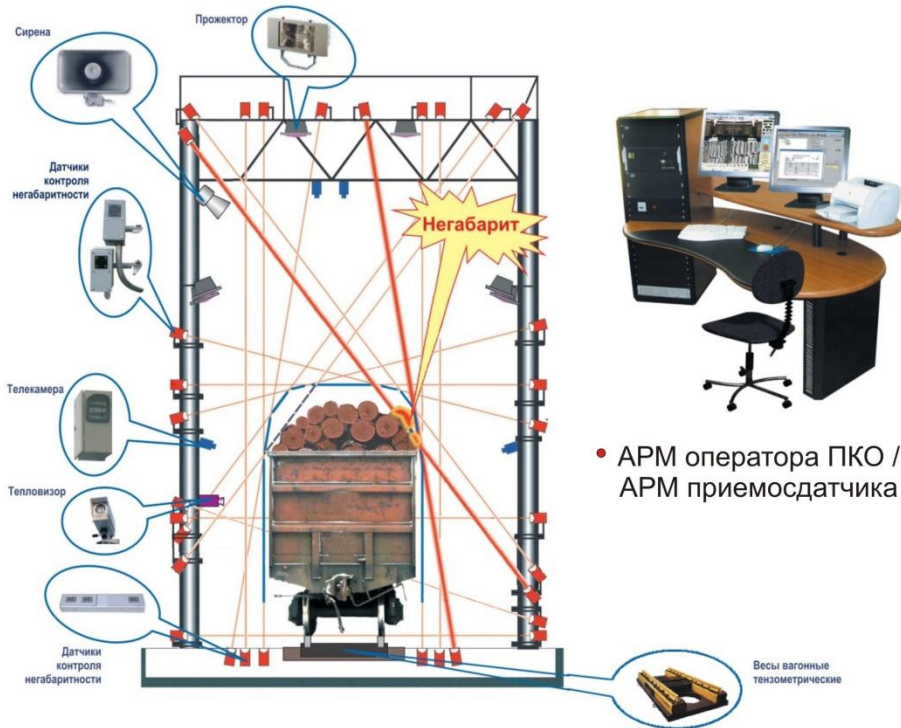 Прожектор
Сирена
Датчики
контроля
негабаритности
Негабарит
Телекамера
Тепловизор
• АРМ оператора ПКО /
АРМ приемосдатчика
Датчики
контроля
негабаритности
Весы вагонные
тензометрические